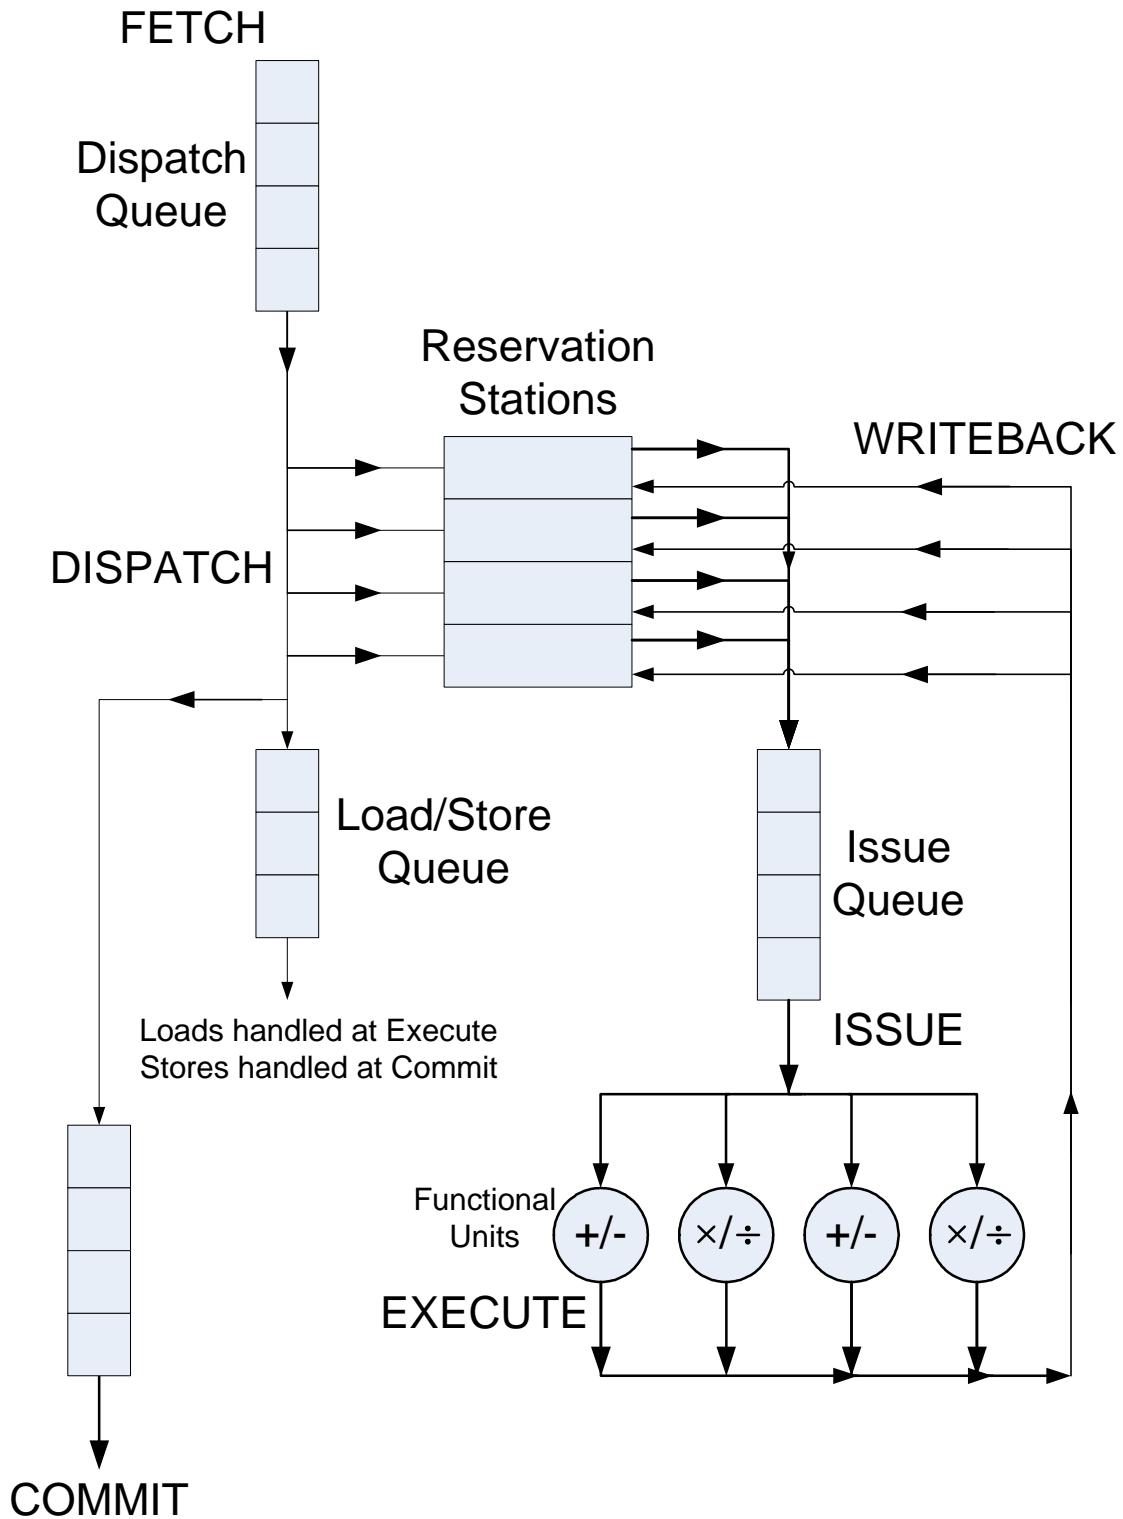 FETCH
Dispatch
Queue
Reservation
Stations
WRITEBACK
DISPATCH
Load/Store
Queue
Issue
Queue
Loads handled at Execute
Stores handled at Commit
ISSUE
Functional
Units
+/-
×/÷
+/-
×/÷
EXECUTE
COMMIT